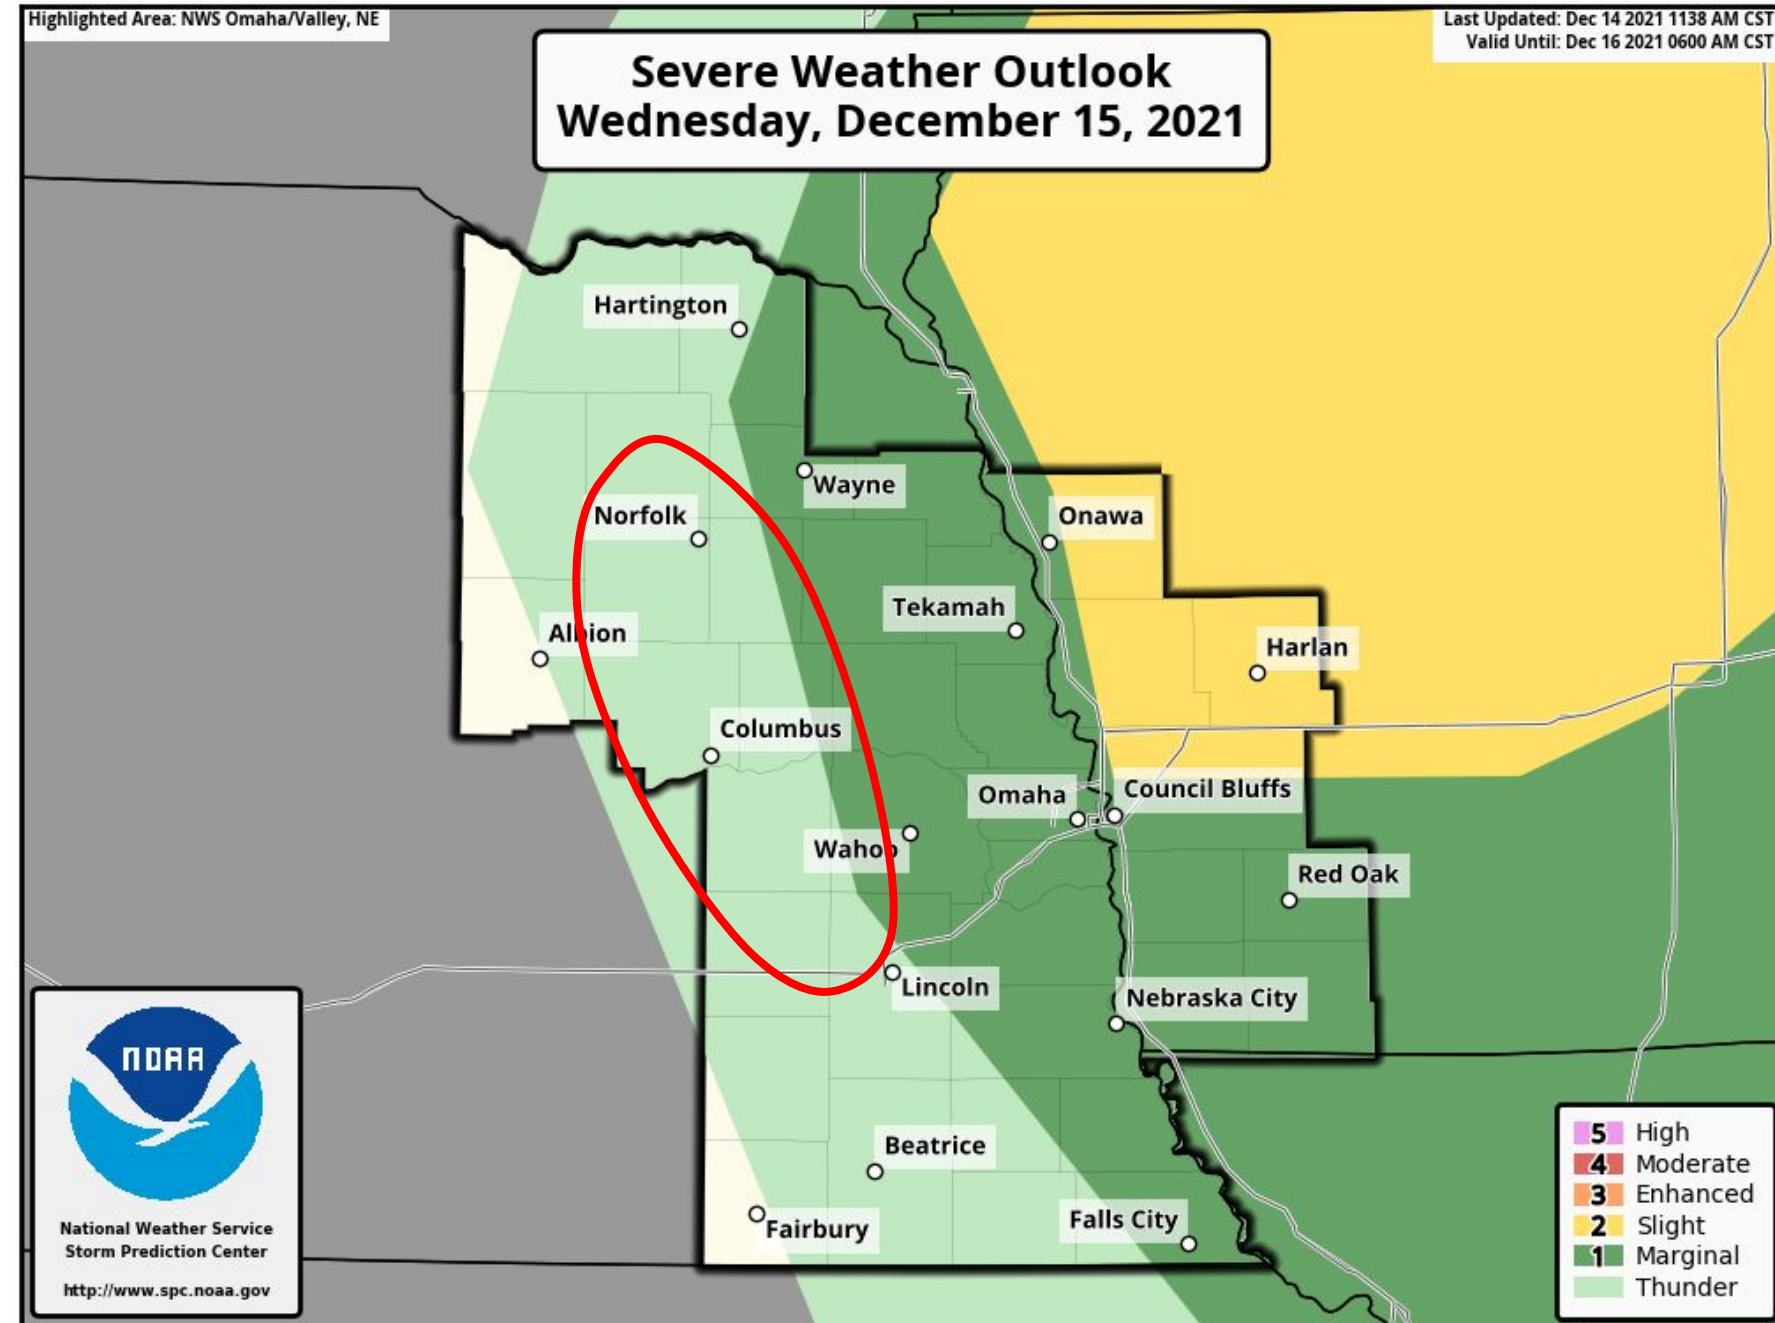 Highlighted Area: NWS Omaha/Valley, NE
Last Updated: Dec 14 2021 1138 AM CST
Valid Until: Dec 16 2021 0600 AM CST
Severe Weather Outlook
Wednesday, December 15, 2021
Hartington
Wayne
Norfolk
Onawa
Tekamah
Albion
Harlan
Columbus
Omaha
Council Bluffs
Wahoo
Red Oak
Lincoln
Nebraska City
Beatrice
Fairbury
Falls City
NOAA
National Weather Service
Storm Prediction Center
http://www.spc.noaa.gov
5 High
4 Moderate
3 Enhanced
2 Slight
1 Marginal
Thunder